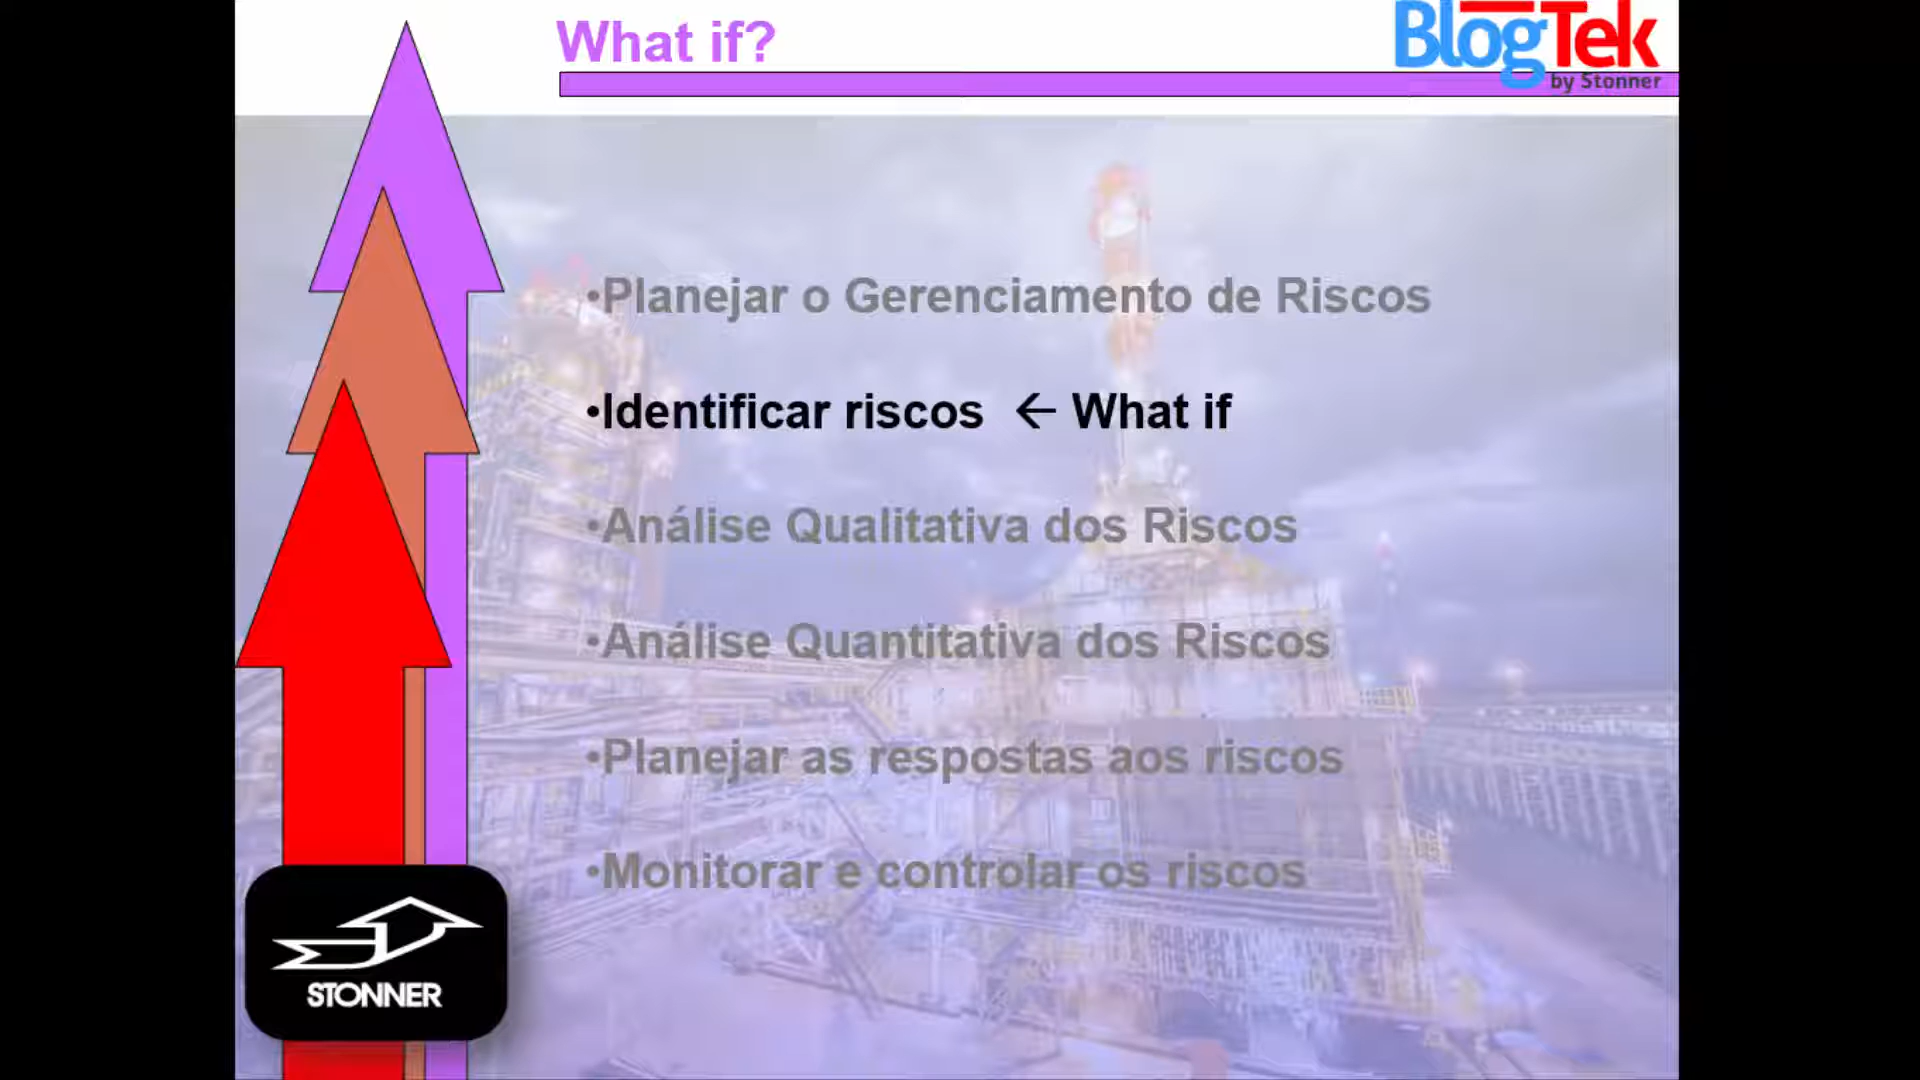 What if?
BlogTek
by Stonner
•Planejar o Gerenciamento de Riscos
•Identificar riscos ← What if
•Análise Qualitativa dos Riscos
•Análise Quantitativa dos Riscos
•Planejar as respostas aos riscos
•Monitorar e controlar os riscos
STONNER